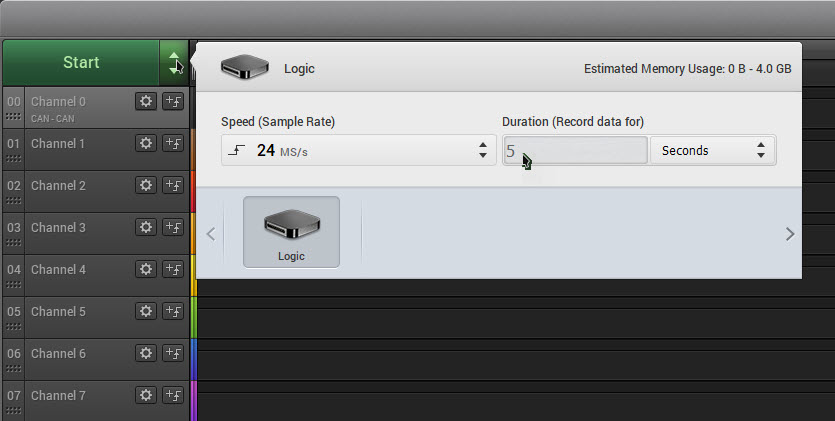 Start
Logic
Estimated Memory Usage: 0 B - 4.0 GB
Speed (Sample Rate)
Duration (Record data for)
24 MS/s
5
Seconds
Logic
00 Channel 0
CAN - CAN
01 Channel 1
02 Channel 2
03 Channel 3
04 Channel 4
05 Channel 5
06 Channel 6
07 Channel 7